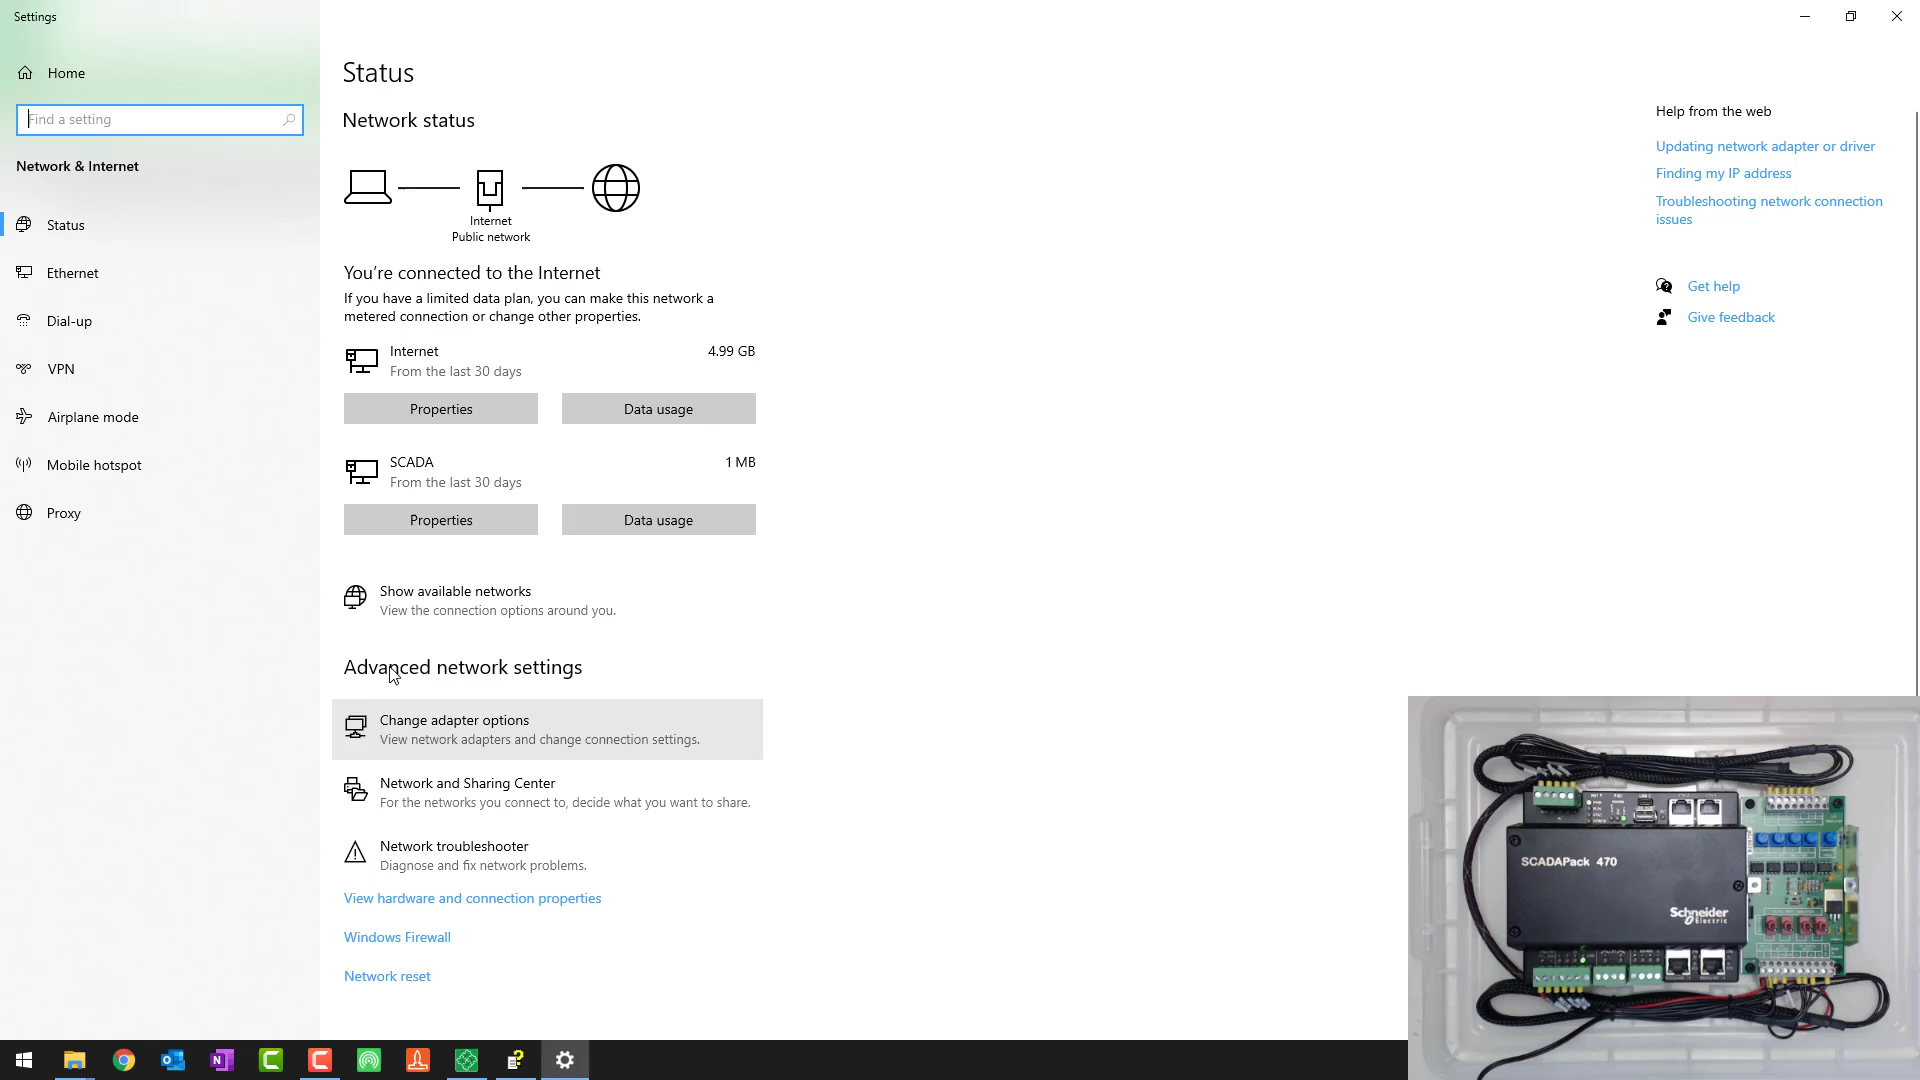 Settings
Home
Find a setting
Network & Internet
Status
Ethernet
Dial-up
VPN
Airplane mode
Mobile hotspot
Proxy
Status
Network status
Internet
Public network
You're connected to the Internet
If you have a limited data plan, you can make this network a
metered connection or change other properties.
Internet
4.99 GB
From the last 30 days
Properties
Data usage
SCADA
1 MB
From the last 30 days
Properties
Data usage
Show available networks
View the connection options around you.
Advanced network settings
Change adapter options
View network adapters and change connection settings.
Network and Sharing Center
For the networks you connect to, decide what you want to share.
Network troubleshooter
Diagnose and fix network problems.
View hardware and connection properties
Windows Firewall
Network reset
Help from the web
Updating network adapter or driver
Finding my IP address
Troubleshooting network connection
issues
Get help
Give feedback
SCADAPack 470
Schneider
Electric